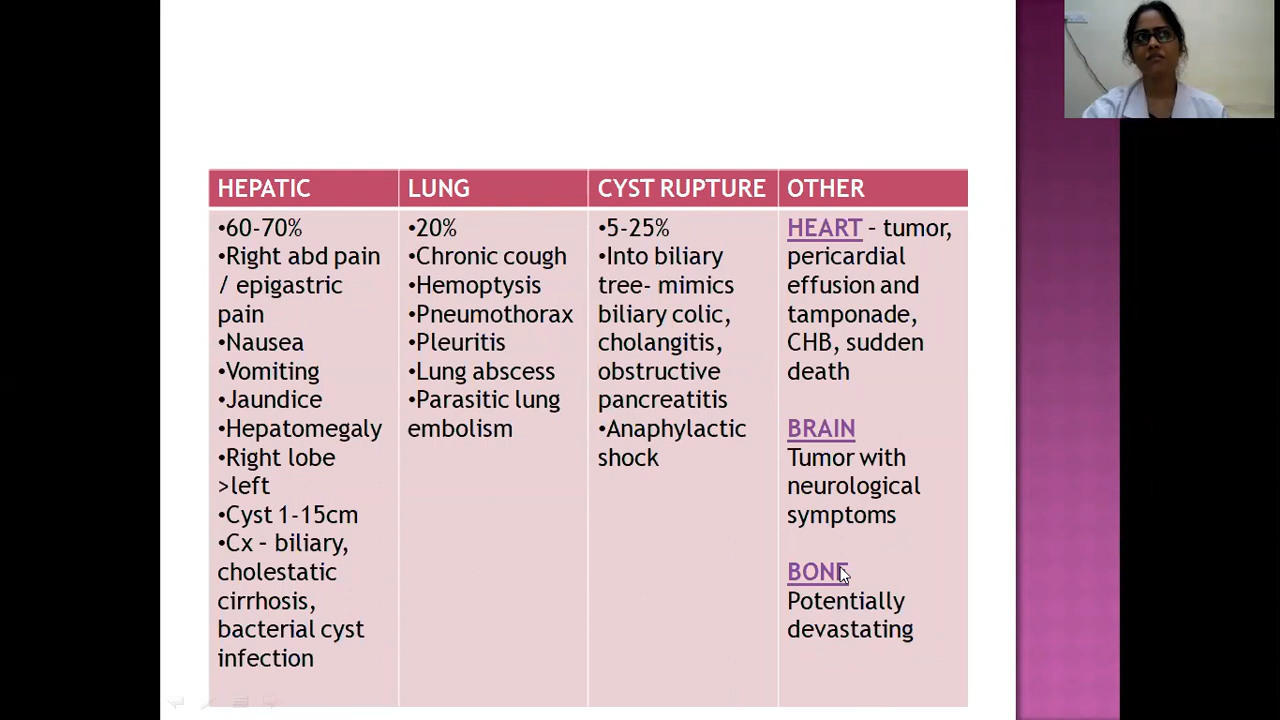 HEPATIC
•60-70%
•Right abd pain
/ epigastric
pain
•Nausea
•Vomiting
•Jaundice
•Hepatomegaly
•Right lobe
>left
•Cyst 1-15cm
•Cx – biliary,
cholestatic
cirrhosis,
bacterial cyst
infection
LUNG
•20%
•Chronic cough
•Hemoptysis
•Pneumothorax
•Pleuritis
•Lung abscess
•Parasitic lung
embolism
CYST RUPTURE
•5-25%
•Into biliary
tree- mimics
biliary colic,
cholangitis,
obstructive
pancreatitis
•Anaphylactic
shock
OTHER
HEART – tumor,
pericardial
effusion and
tamponade,
CHB, sudden
death
BRAIN
Tumor with
neurological
symptoms
BONE
Potentially
devastating